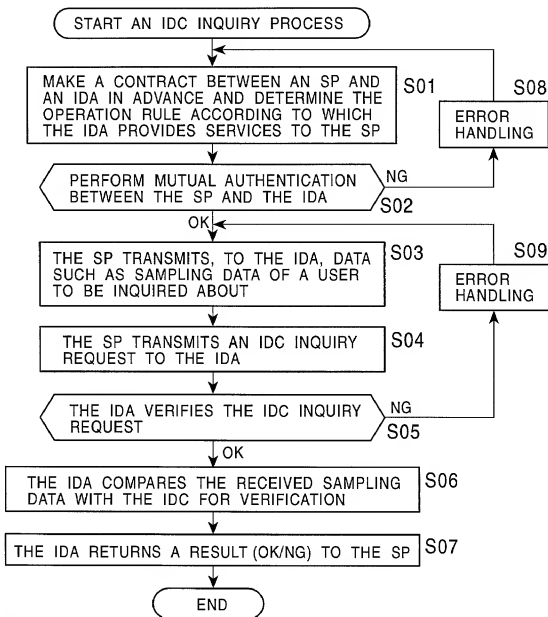 START AN IDC INQUIRY PROCESS
MAKE A CONTRACT BETWEEN AN SP AND
AN IDA IN ADVANCE AND DETERMINE THE
OPERATION RULE ACCORDING TO WHICH
THE IDA PROVIDES SERVICES TO THE SP
S01
S08
ERROR
HANDLING
PERFORM MUTUAL AUTHENTICATION
BETWEEN THE SP AND THE IDA
NG
S02
OK
THE SP TRANSMITS, TO THE IDA, DATA
SUCH AS SAMPLING DATA OF A USER
TO BE INQUIRED ABOUT
S03
S09
ERROR
HANDLING
THE SP TRANSMITS AN IDC INQUIRY
REQUEST TO THE IDA
S04
THE IDA VERIFIES THE IDC INQUIRY
REQUEST
NG
S05
OK
THE IDA COMPARES THE RECEIVED SAMPLING
DATA WITH THE IDC FOR VERIFICATION
S06
THE IDA RETURNS A RESULT (OK/NG) TO THE SP
S07
END